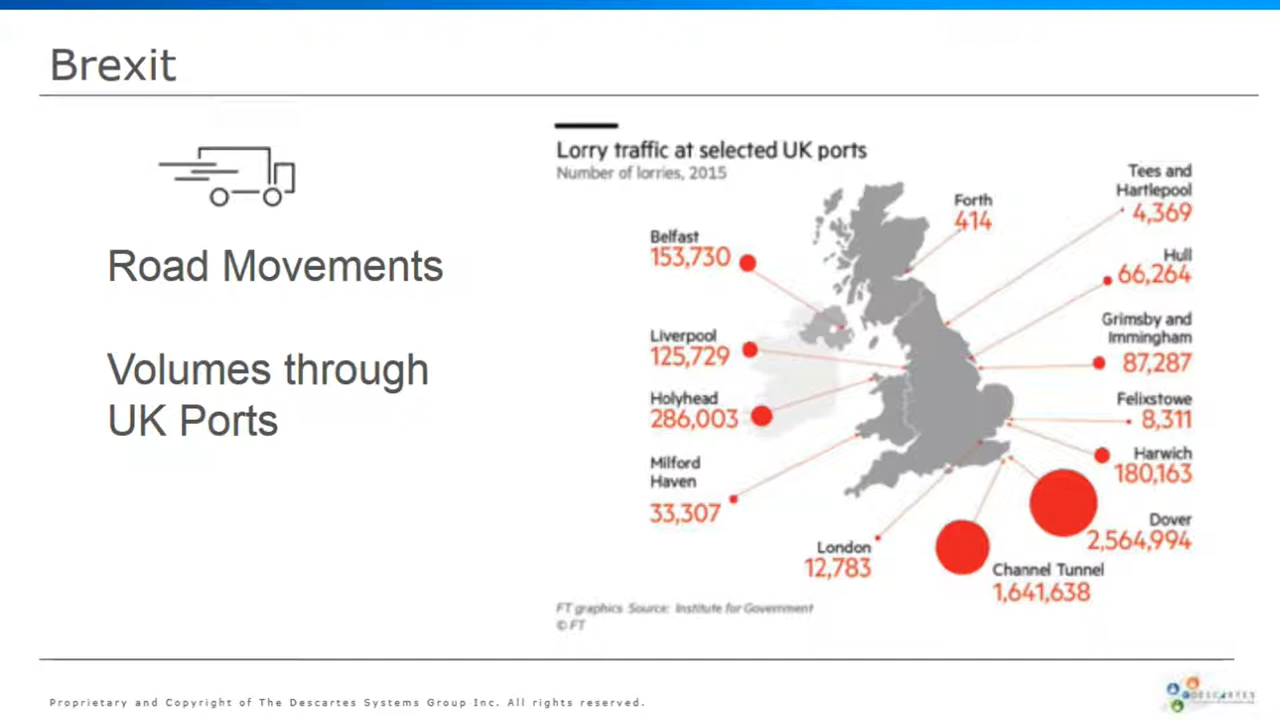 Brexit
Road Movements
Volumes through
UK Ports
Lorry traffic at selected UK ports
Number of lorries, 2015
Belfast
153,730
Liverpool
125,729
Holyhead
286,003
Milford
Haven
33,307
London
12,783
Forth
414
Tees and
Hartlepool
4,369
Hull
66,264
Grimsby and
Immingham
87,287
Felixstowe
8,311
Harwich
180,163
Dover
2,564,994
Channel Tunnel
1,641,638
FT graphics Source: Institute for Government
© FT
Proprietary and Copyright of The Descartes Systems Group Inc. All rights reserved.
DESCARTES